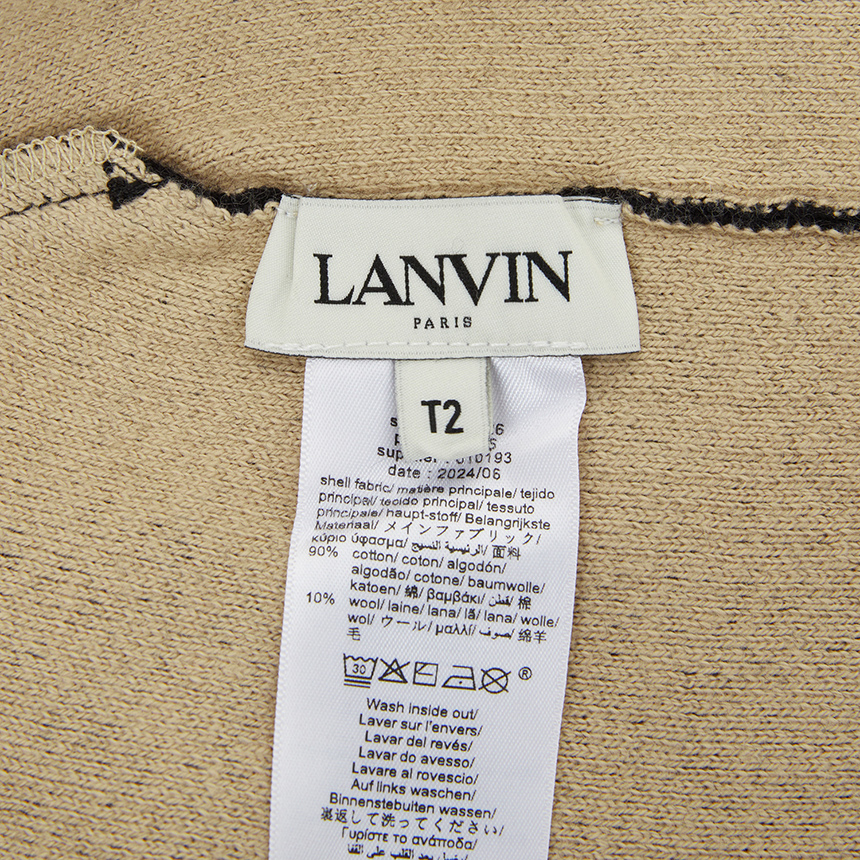 LANVIN
PARIS
T2
date : 2024/06
shell fabric/ matière principale/ tejido
principal/ tecido principal/ tessuto
principale/ haupt-stoff/ Belangrijkste
Materiaal/ メインファブリック/
κύριο ύφασμα/ الرئيسية النسيج/ 面料
90% cotton/ coton/ algodón/
algodão/ cotone/ baumwolle/
katoen/ 綿/ βαμβάκι/ قطن/ 棉
10% wool/ laine/ lana/ lã/ lana/ wolle/
wol/ ウール/ μαλλί/ صوف/ 绵羊
毛
30
®
Wash inside out/
Laver sur l'envers/
Lavar del revés/
Lavar do avesso/
Lavare al rovescio/
Auf links waschen/
Binnenstebuiten wassen/
裏返して洗ってください/
Γυρίστε το ανάποδα/